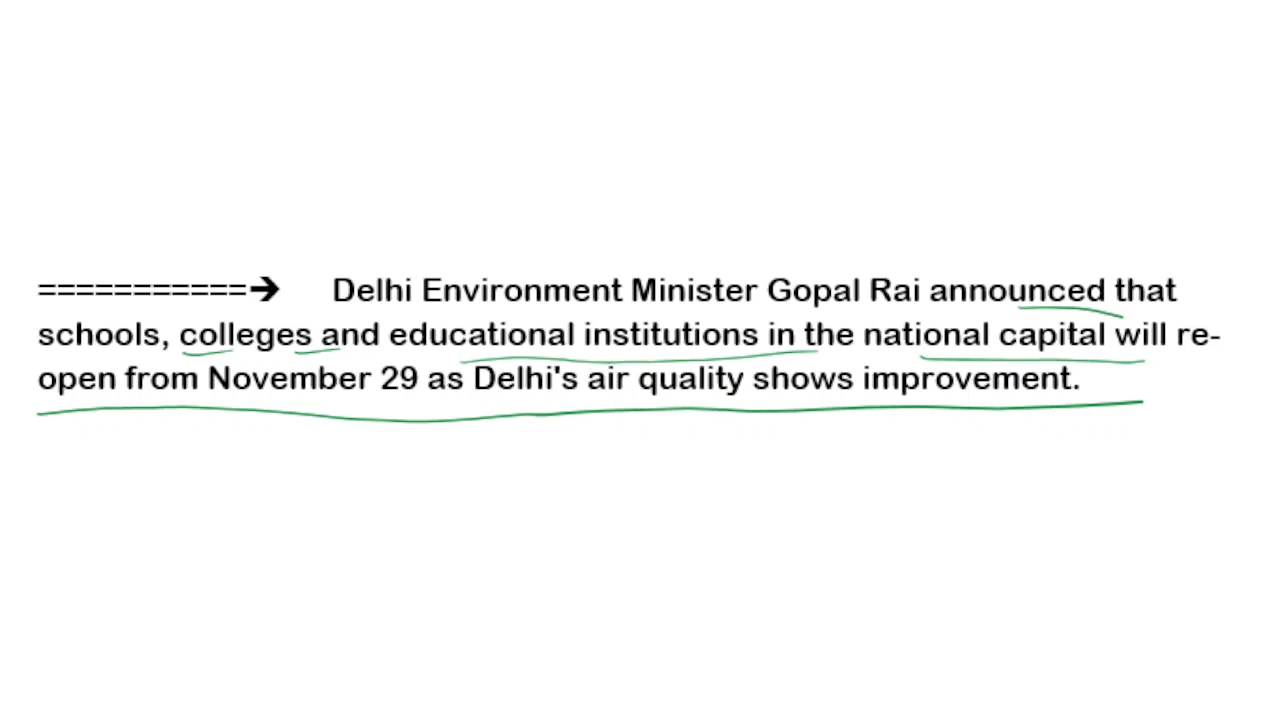 ===========➔ Delhi Environment Minister Gopal Rai announced that
schools, colleges and educational institutions in the national capital will re-
open from November 29 as Delhi's air quality shows improvement.